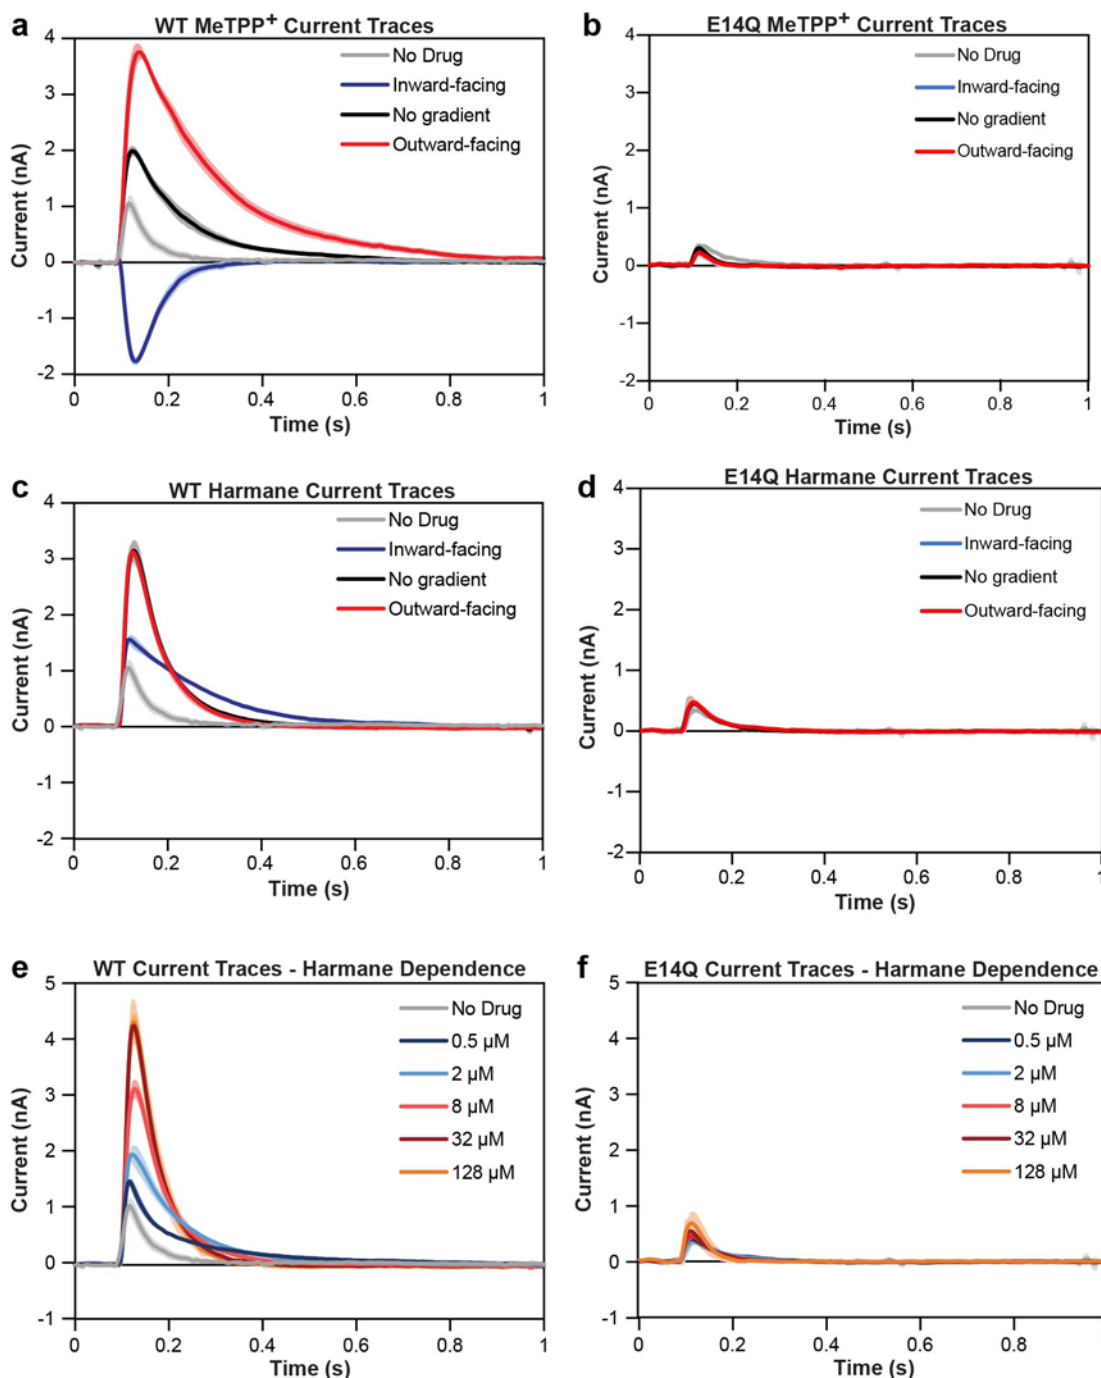 a
WT MeTPP+ Current Traces
No Drug
Inward-facing
No gradient
Outward-facing
Current (nA)
4
3
2
1
0
-1
-2
0
0.2
0.4
0.6
0.8
1
Time (s)
b
E14Q MeTPP+ Current Traces
No Drug
Inward-facing
No gradient
Outward-facing
Current (nA)
4
3
2
1
0
-1
-2
0
0.2
0.4
0.6
0.8
1
Time (s)
c
WT Harmane Current Traces
No Drug
Inward-facing
No gradient
Outward-facing
Current (nA)
4
3
2
1
0
-1
-2
0
0.2
0.4
0.6
0.8
1
Time (s)
d
E14Q Harmane Current Traces
No Drug
Inward-facing
No gradient
Outward-facing
Current (nA)
4
3
2
1
0
-1
-2
0
0.2
0.4
0.6
0.8
1
Time (s)
e
WT Current Traces - Harmane Dependence
No Drug
0.5 µM
2 µM
8 µM
32 µM
128 µM
Current (nA)
5
4
3
2
1
0
-1
0
0.2
0.4
0.6
0.8
1
Time (s)
f
E14Q Current Traces - Harmane Dependence
No Drug
0.5 µM
2 µM
8 µM
32 µM
128 µM
Current (nA)
5
4
3
2
1
0
-1
0
0.2
0.4
0.6
0.8
Time (s)